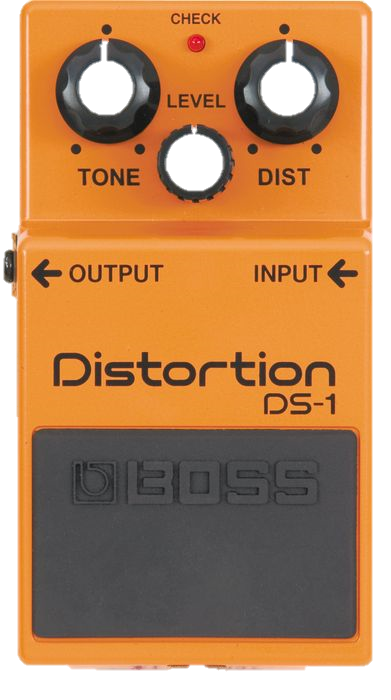 CHECK
LEVEL
TONE DIST
← OUTPUT INPUT ←
Distortion
DS-1
BOSS